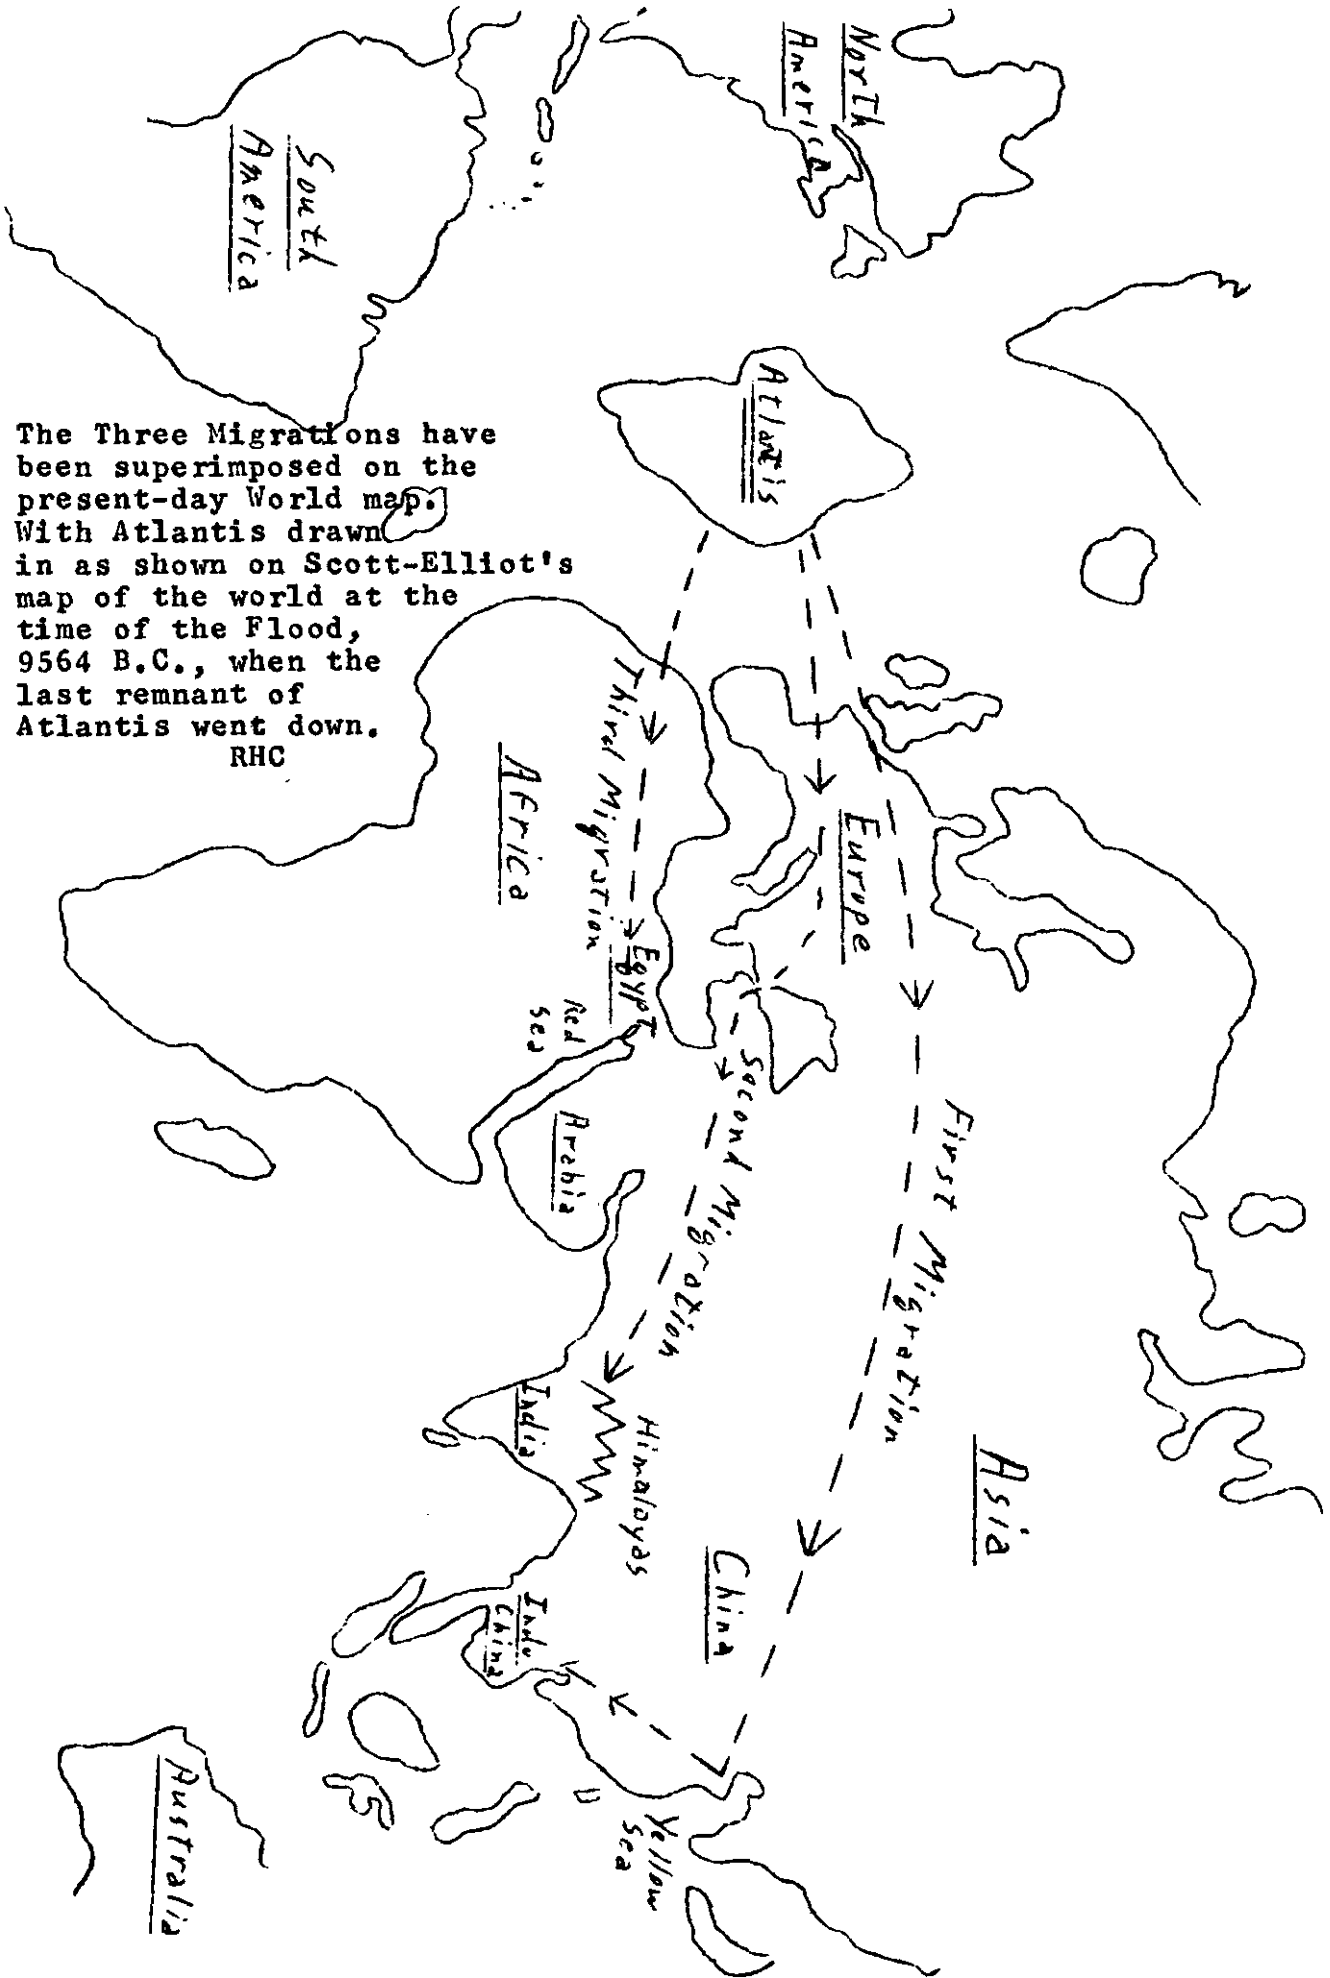 The Three Migrations have
been superimposed on the
present-day World map.
With Atlantis drawn
in as shown on Scott-Elliot's
map of the world at the
time of the Flood,
9564 B.C., when the
last remnant of
Atlantis went down.
RHC
North
America
South
America
Atlantis
Europe
Africa
Third Migration
Egypt
Red
Sea
Arabia
Second Migration
First Migration
Asia
Himalayas
India
China
Indo
China
Yellow
Sea
Australia